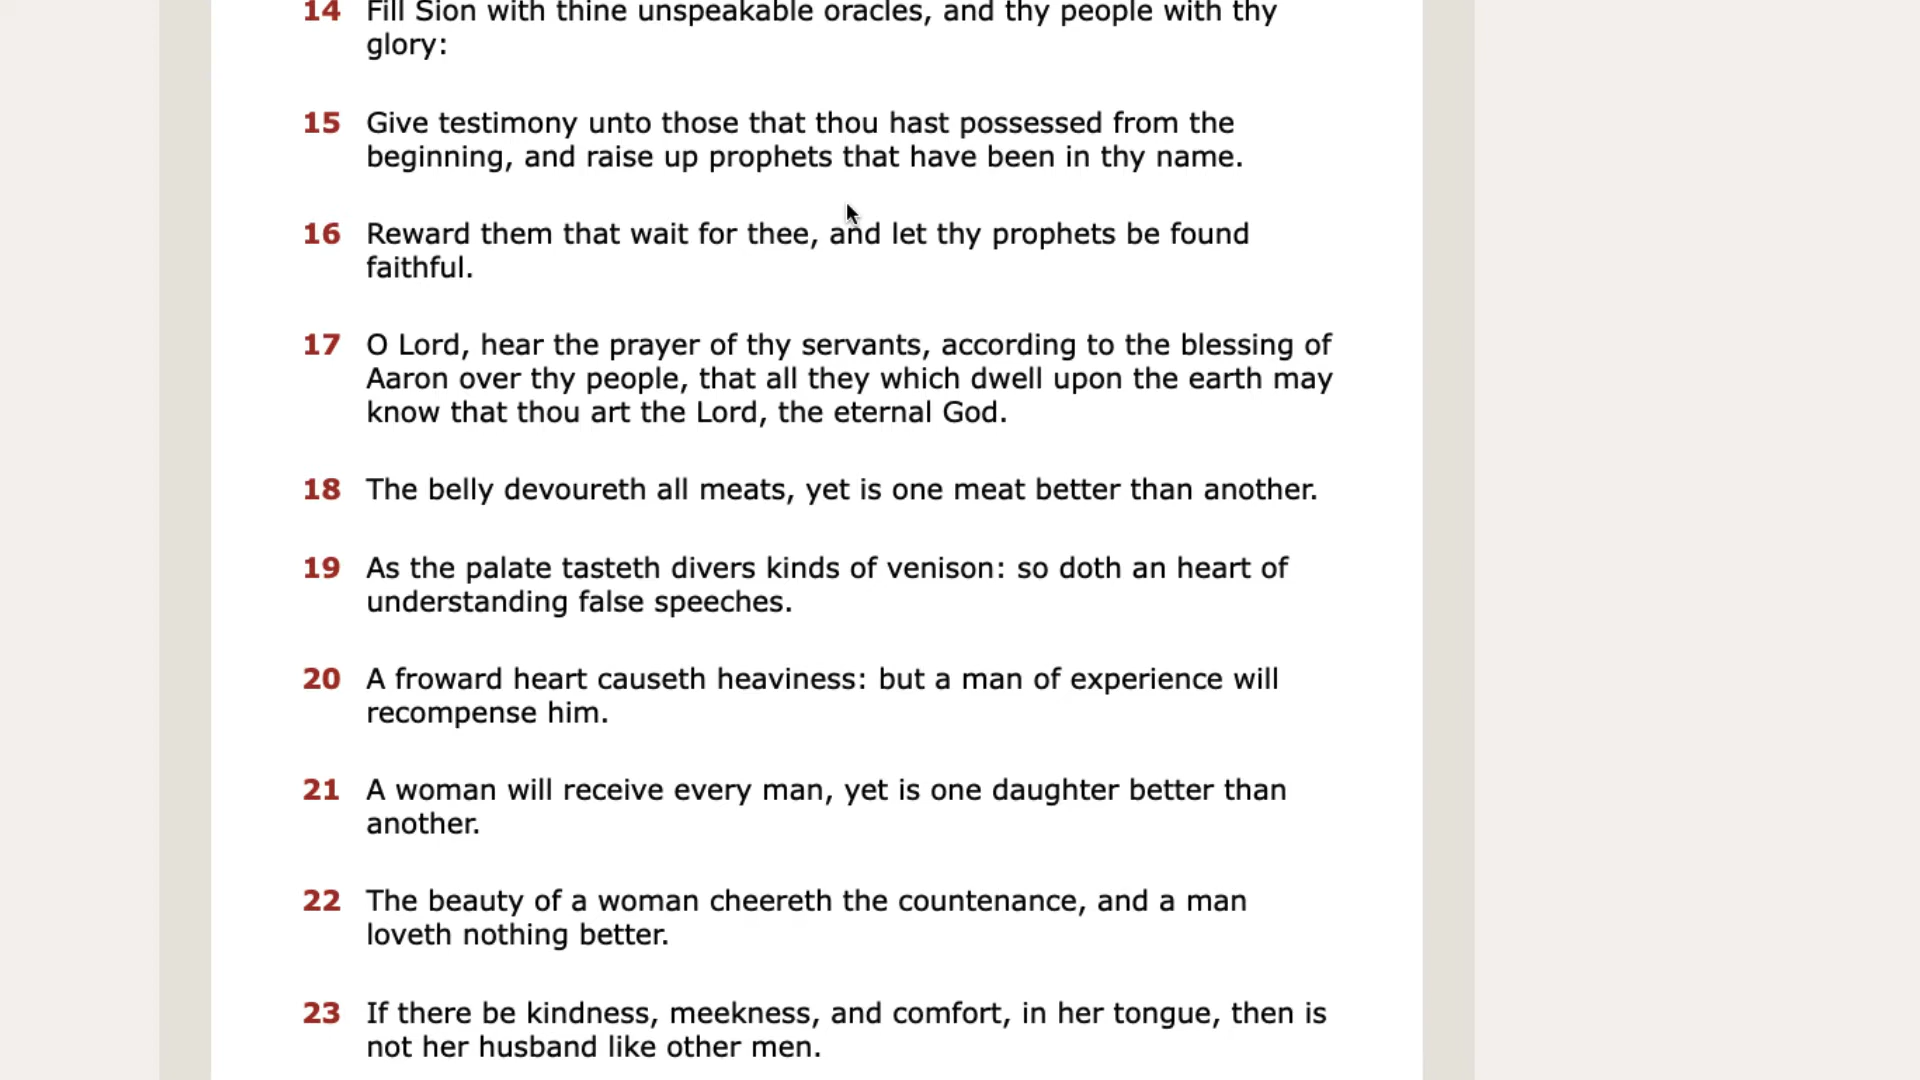 14 Fill Sion with thine unspeakable oracles, and thy people with thy
glory:
15 Give testimony unto those that thou hast possessed from the
beginning, and raise up prophets that have been in thy name.
16 Reward them that wait for thee, and let thy prophets be found
faithful.
17 O Lord, hear the prayer of thy servants, according to the blessing of
Aaron over thy people, that all they which dwell upon the earth may
know that thou art the Lord, the eternal God.
18 The belly devoureth all meats, yet is one meat better than another.
19 As the palate tasteth divers kinds of venison: so doth an heart of
understanding false speeches.
20 A froward heart causeth heaviness: but a man of experience will
recompense him.
21 A woman will receive every man, yet is one daughter better than
another.
22 The beauty of a woman cheereth the countenance, and a man
loveth nothing better.
23 If there be kindness, meekness, and comfort, in her tongue, then is
not her husband like other men.